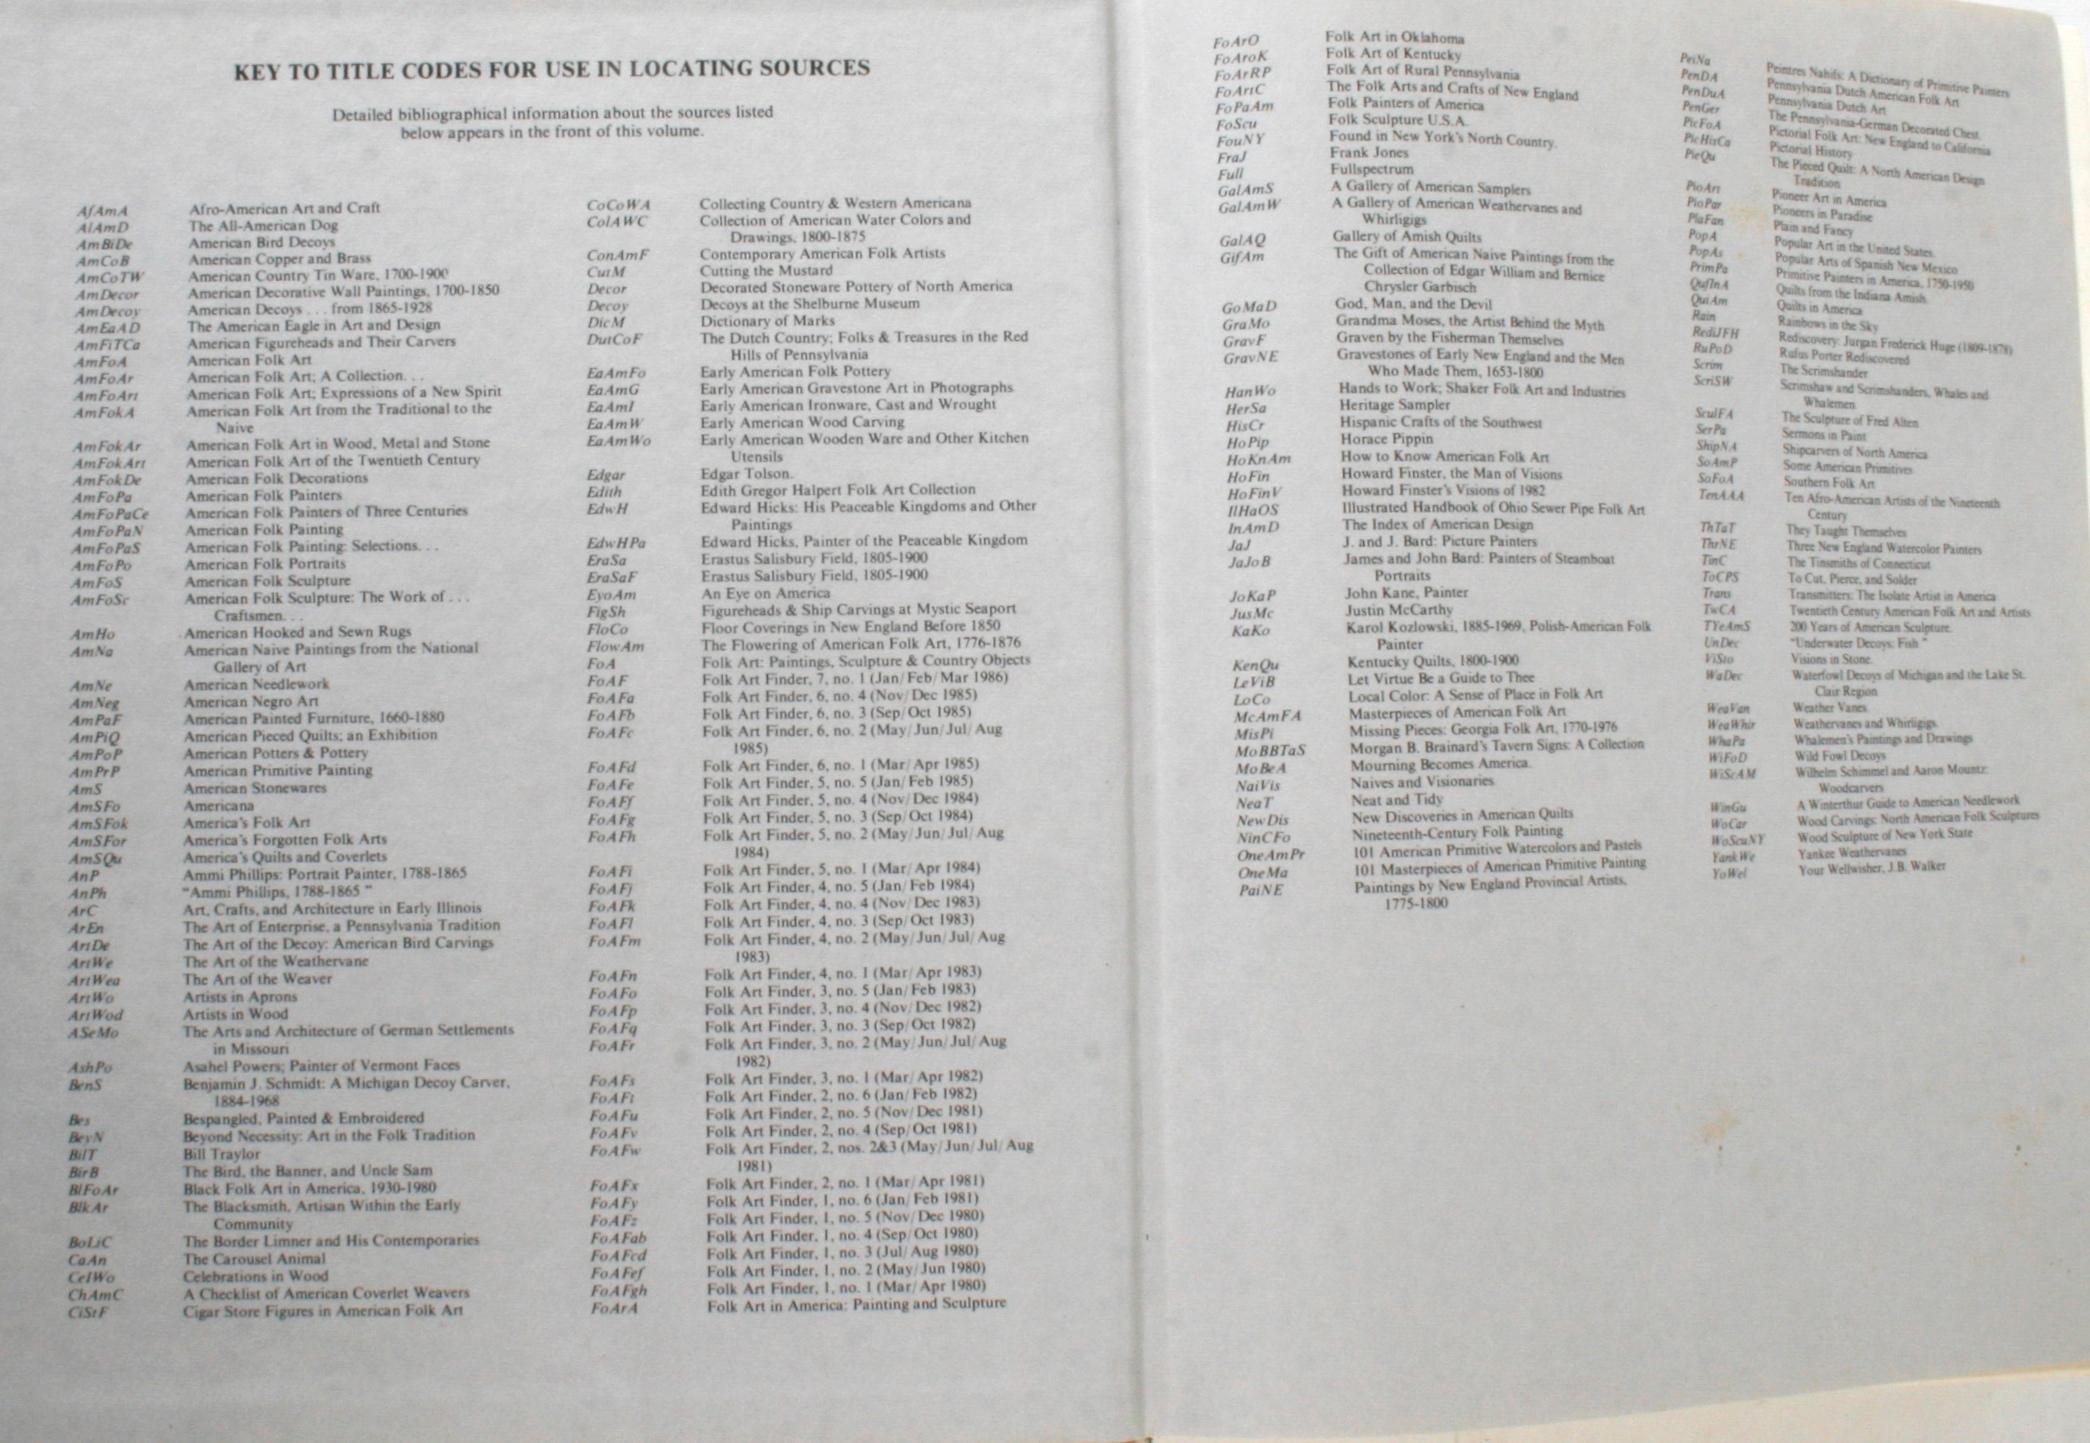 KEY TO TITLE CODES FOR USE IN LOCATING SOURCES
Detailed bibliographical information about the sources listed
below appears in the front of this volume.
AfAmA Afro-American Art and Craft
AlAmD The All-American Dog
AmBiDe American Bird Decoys
AmCoB American Copper and Brass
AmCoTW American Country Tin Ware, 1700-1900
AmDecor American Decorative Wall Paintings, 1700-1850
AmDecoy American Decoys . . . from 1865-1928
AmEaAD The American Eagle in Art and Design
AmFiTCa American Figureheads and Their Carvers
AmFoA American Folk Art
AmFoAr American Folk Art; A Collection. . .
AmFoArt American Folk Art; Expressions of a New Spirit
AmFokA American Folk Art from the Traditional to the
Naive
AmFokAr American Folk Art in Wood, Metal and Stone
AmFokArt American Folk Art of the Twentieth Century
AmFokDe American Folk Decorations
AmFoPa American Folk Painters
AmFoPaCe American Folk Painters of Three Centuries
AmFoPaN American Folk Painting
AmFoPaS American Folk Painting: Selections. . .
AmFoPo American Folk Portraits
AmFoS American Folk Sculpture
AmFoSc American Folk Sculpture: The Work of . . .
Craftsmen. . .
AmHo American Hooked and Sewn Rugs
AmNa American Naive Paintings from the National
Gallery of Art
AmNe American Needlework
AmNeg American Negro Art
AmPaF American Painted Furniture, 1660-1880
AmPiQ American Pieced Quilts; an Exhibition
AmPoP American Potters & Pottery
AmPrP American Primitive Painting
AmS American Stonewares
AmSFo Americana
AmSFok America's Folk Art
AmSFor America's Forgotten Folk Arts
AmSQu America's Quilts and Coverlets
AnP Ammi Phillips: Portrait Painter, 1788-1865
AnPh "Ammi Phillips, 1788-1865 "
ArC Art, Crafts, and Architecture in Early Illinois
ArEn The Art of Enterprise, a Pennsylvania Tradition
ArtDe The Art of the Decoy: American Bird Carvings
ArtWe The Art of the Weathervane
ArtWea The Art of the Weaver
ArtWo Artists in Aprons
ArtWod Artists in Wood
ASeMo The Arts and Architecture of German Settlements
in Missouri
AshPo Asahel Powers; Painter of Vermont Faces
BenS Benjamin J. Schmidt: A Michigan Decoy Carver,
1884-1968
Bes Bespangled, Painted & Embroidered
BeyN Beyond Necessity: Art in the Folk Tradition
BilT Bill Traylor
BirB The Bird, the Banner, and Uncle Sam
BlFoAr Black Folk Art in America, 1930-1980
BlkAr The Blacksmith, Artisan Within the Early
Community
BoLiC The Border Limner and His Contemporaries
CaAn The Carousel Animal
CelWo Celebrations in Wood
ChAmC A Checklist of American Coverlet Weavers
CiStF Cigar Store Figures in American Folk Art
CoCoWA Collecting Country & Western Americana
ColAWC Collection of American Water Colors and
Drawings, 1800-1875
ConAmF Contemporary American Folk Artists
CutM Cutting the Mustard
Decor Decorated Stoneware Pottery of North America
Decoy Decoys at the Shelburne Museum
DicM Dictionary of Marks
DutCoF The Dutch Country; Folks & Treasures in the Red
Hills of Pennsylvania
EaAmFo Early American Folk Pottery
EaAmG Early American Gravestone Art in Photographs
EaAmI Early American Ironware, Cast and Wrought
EaAmW Early American Wood Carving
EaAmWo Early American Wooden Ware and Other Kitchen
Utensils
Edgar Edgar Tolson.
Edith Edith Gregor Halpert Folk Art Collection
EdwH Edward Hicks: His Peaceable Kingdoms and Other
Paintings
EdwHPa Edward Hicks, Painter of the Peaceable Kingdom
EraSa Erastus Salisbury Field, 1805-1900
EraSaF Erastus Salisbury Field, 1805-1900
EyoAm An Eye on America
FigSh Figureheads & Ship Carvings at Mystic Seaport
FloCo Floor Coverings in New England Before 1850
FlowAm The Flowering of American Folk Art, 1776-1876
FoA Folk Art: Paintings, Sculpture & Country Objects
FoAF Folk Art Finder, 7, no. 1 (Jan/Feb/Mar 1986)
FoAFa Folk Art Finder, 6, no. 4 (Nov/Dec 1985)
FoAFb Folk Art Finder, 6, no. 3 (Sep/Oct 1985)
FoAFc Folk Art Finder, 6, no. 2 (May/Jun/Jul/Aug
1985)
FoAFd Folk Art Finder, 6, no. 1 (Mar/Apr 1985)
FoAFe Folk Art Finder, 5, no. 5 (Jan/Feb 1985)
FoAFf Folk Art Finder, 5, no. 4 (Nov/Dec 1984)
FoAFg Folk Art Finder, 5, no. 3 (Sep/Oct 1984)
FoAFh Folk Art Finder, 5, no. 2 (May/Jun/Jul/Aug
1984)
FoAFi Folk Art Finder, 5, no. 1 (Mar/Apr 1984)
FoAFj Folk Art Finder, 4, no. 5 (Jan/Feb 1984)
FoAFk Folk Art Finder, 4, no. 4 (Nov/Dec 1983)
FoAFl Folk Art Finder, 4, no. 3 (Sep/Oct 1983)
FoAFm Folk Art Finder, 4, no. 2 (May/Jun/Jul/Aug
1983)
FoAFn Folk Art Finder, 4, no. 1 (Mar/Apr 1983)
FoAFo Folk Art Finder, 3, no. 5 (Jan/Feb 1983)
FoAFp Folk Art Finder, 3, no. 4 (Nov/Dec 1982)
FoAFq Folk Art Finder, 3, no. 3 (Sep/Oct 1982)
FoAFr Folk Art Finder, 3, no. 2 (May/Jun/Jul/Aug
1982)
FoAFs Folk Art Finder, 3, no. 1 (Mar/Apr 1982)
FoAFt Folk Art Finder, 2, no. 6 (Jan/Feb 1982)
FoAFu Folk Art Finder, 2, no. 5 (Nov/Dec 1981)
FoAFv Folk Art Finder, 2, no. 4 (Sep/Oct 1981)
FoAFw Folk Art Finder, 2, nos. 2&3 (May/Jun/Jul/Aug
1981)
FoAFx Folk Art Finder, 2, no. 1 (Mar/Apr 1981)
FoAFy Folk Art Finder, 1, no. 6 (Jan/Feb 1981)
FoAFz Folk Art Finder, 1, no. 5 (Nov/Dec 1980)
FoAFab Folk Art Finder, 1, no. 4 (Sep/Oct 1980)
FoAFcd Folk Art Finder, 1, no. 3 (Jul/Aug 1980)
FoAFef Folk Art Finder, 1, no. 2 (May/Jun 1980)
FoAFgh Folk Art Finder, 1, no. 1 (Mar/Apr 1980)
FoArA Folk Art in America: Painting and Sculpture
FoArO Folk Art in Oklahoma
FoAroK Folk Art of Kentucky
FoArRP Folk Art of Rural Pennsylvania
FoArtC The Folk Arts and Crafts of New England
FoPaAm Folk Painters of America
FoScu Folk Sculpture U.S.A.
FouNY Found in New York's North Country.
FraJ Frank Jones
Full Fullspectrum
GalAmS A Gallery of American Samplers
GalAmW A Gallery of American Weathervanes and
Whirligigs
GalAQ Gallery of Amish Quilts
GifAm The Gift of American Naive Paintings from the
Collection of Edgar William and Bernice
Chrysler Garbisch
GoMaD God, Man, and the Devil
GraMo Grandma Moses, the Artist Behind the Myth
GravF Graven by the Fisherman Themselves
GravNE Gravestones of Early New England and the Men
Who Made Them, 1653-1800
HanWo Hands to Work; Shaker Folk Art and Industries
HerSa Heritage Sampler
HisCr Hispanic Crafts of the Southwest
HoPip Horace Pippin
HoKnAm How to Know American Folk Art
HoFin Howard Finster, the Man of Visions
HoFinV Howard Finster's Visions of 1982
IlHaOS Illustrated Handbook of Ohio Sewer Pipe Folk Art
InAmD The Index of American Design
JaJ J. and J. Bard: Picture Painters
JaJoB James and John Bard: Painters of Steamboat
Portraits
JoKaP John Kane, Painter
JusMc Justin McCarthy
KaKo Karol Kozlowski, 1885-1969, Polish-American Folk
Painter
KenQu Kentucky Quilts, 1800-1900
LeViB Let Virtue Be a Guide to Thee
LoCo Local Color: A Sense of Place in Folk Art
McAmFA Masterpieces of American Folk Art
MisPi Missing Pieces: Georgia Folk Art, 1770-1976
MoBBTaS Morgan B. Brainard's Tavern Signs: A Collection
MoBeA Mourning Becomes America.
NaiVis Naives and Visionaries
NeaT Neat and Tidy
NewDis New Discoveries in American Quilts
NinCFo Nineteenth-Century Folk Painting
OneAmPr 101 American Primitive Watercolors and Pastels
OneMa 101 Masterpieces of American Primitive Painting
PaiNE Paintings by New England Provincial Artists,
1775-1800
PeiNa Peintres Nahifs: A Dictionary of Primitive Painters
PenDA Pennsylvania Dutch American Folk Art
PenDuA Pennsylvania Dutch Art
PenGer The Pennsylvania-German Decorated Chest.
PicFoA Pictorial Folk Art: New England to California
PicHisCa Pictorial History
PieQu The Pieced Quilt: A North American Design
Tradition
PioArt Pioneer Art in America
PioPar Pioneers in Paradise
PlaFan Plain and Fancy
PopA Popular Art in the United States.
PopAs Popular Arts of Spanish New Mexico
PrimPa Primitive Painters in America, 1750-1950
QufInA Quilts from the Indiana Amish
QuiAm Quilts in America
Rain Rainbows in the Sky
RediJFH Rediscovery: Jurgan Frederick Huge (1809-1878)
RuPoD Rufus Porter Rediscovered
Scrim The Scrimshander
ScriSW Scrimshaw and Scrimshanders, Whales and
Whalemen
SculFA The Sculpture of Fred Alten
SerPa Sermons in Paint
ShipNA Shipcarvers of North America
SoAmP Some American Primitives
SoFoA Southern Folk Art
TenAAA Ten Afro-American Artists of the Nineteenth
Century
ThTaT They Taught Themselves
ThrNE Three New England Watercolor Painters
TinC The Tinsmiths of Connecticut
ToCPS To Cut, Pierce, and Solder
Trans Transmitters: The Isolate Artist in America
TwCA Twentieth Century American Folk Art and Artists
TYeAmS 200 Years of American Sculpture.
UnDec "Underwater Decoys: Fish "
ViSto Visions in Stone.
WaDec Waterfowl Decoys of Michigan and the Lake St.
Clair Region
WeaVan Weather Vanes
WeaWhir Weathervanes and Whirligigs
WhaPa Whalemen's Paintings and Drawings
WiFoD Wild Fowl Decoys
WiScAM Wilhelm Schimmel and Aaron Mountz:
Woodcarvers
WinGu A Winterthur Guide to American Needlework
WoCar Wood Carvings: North American Folk Sculptures
WoScuNY Wood Sculpture of New York State
YankWe Yankee Weathervanes
YoWel Your Wellwisher, J.B. Walker